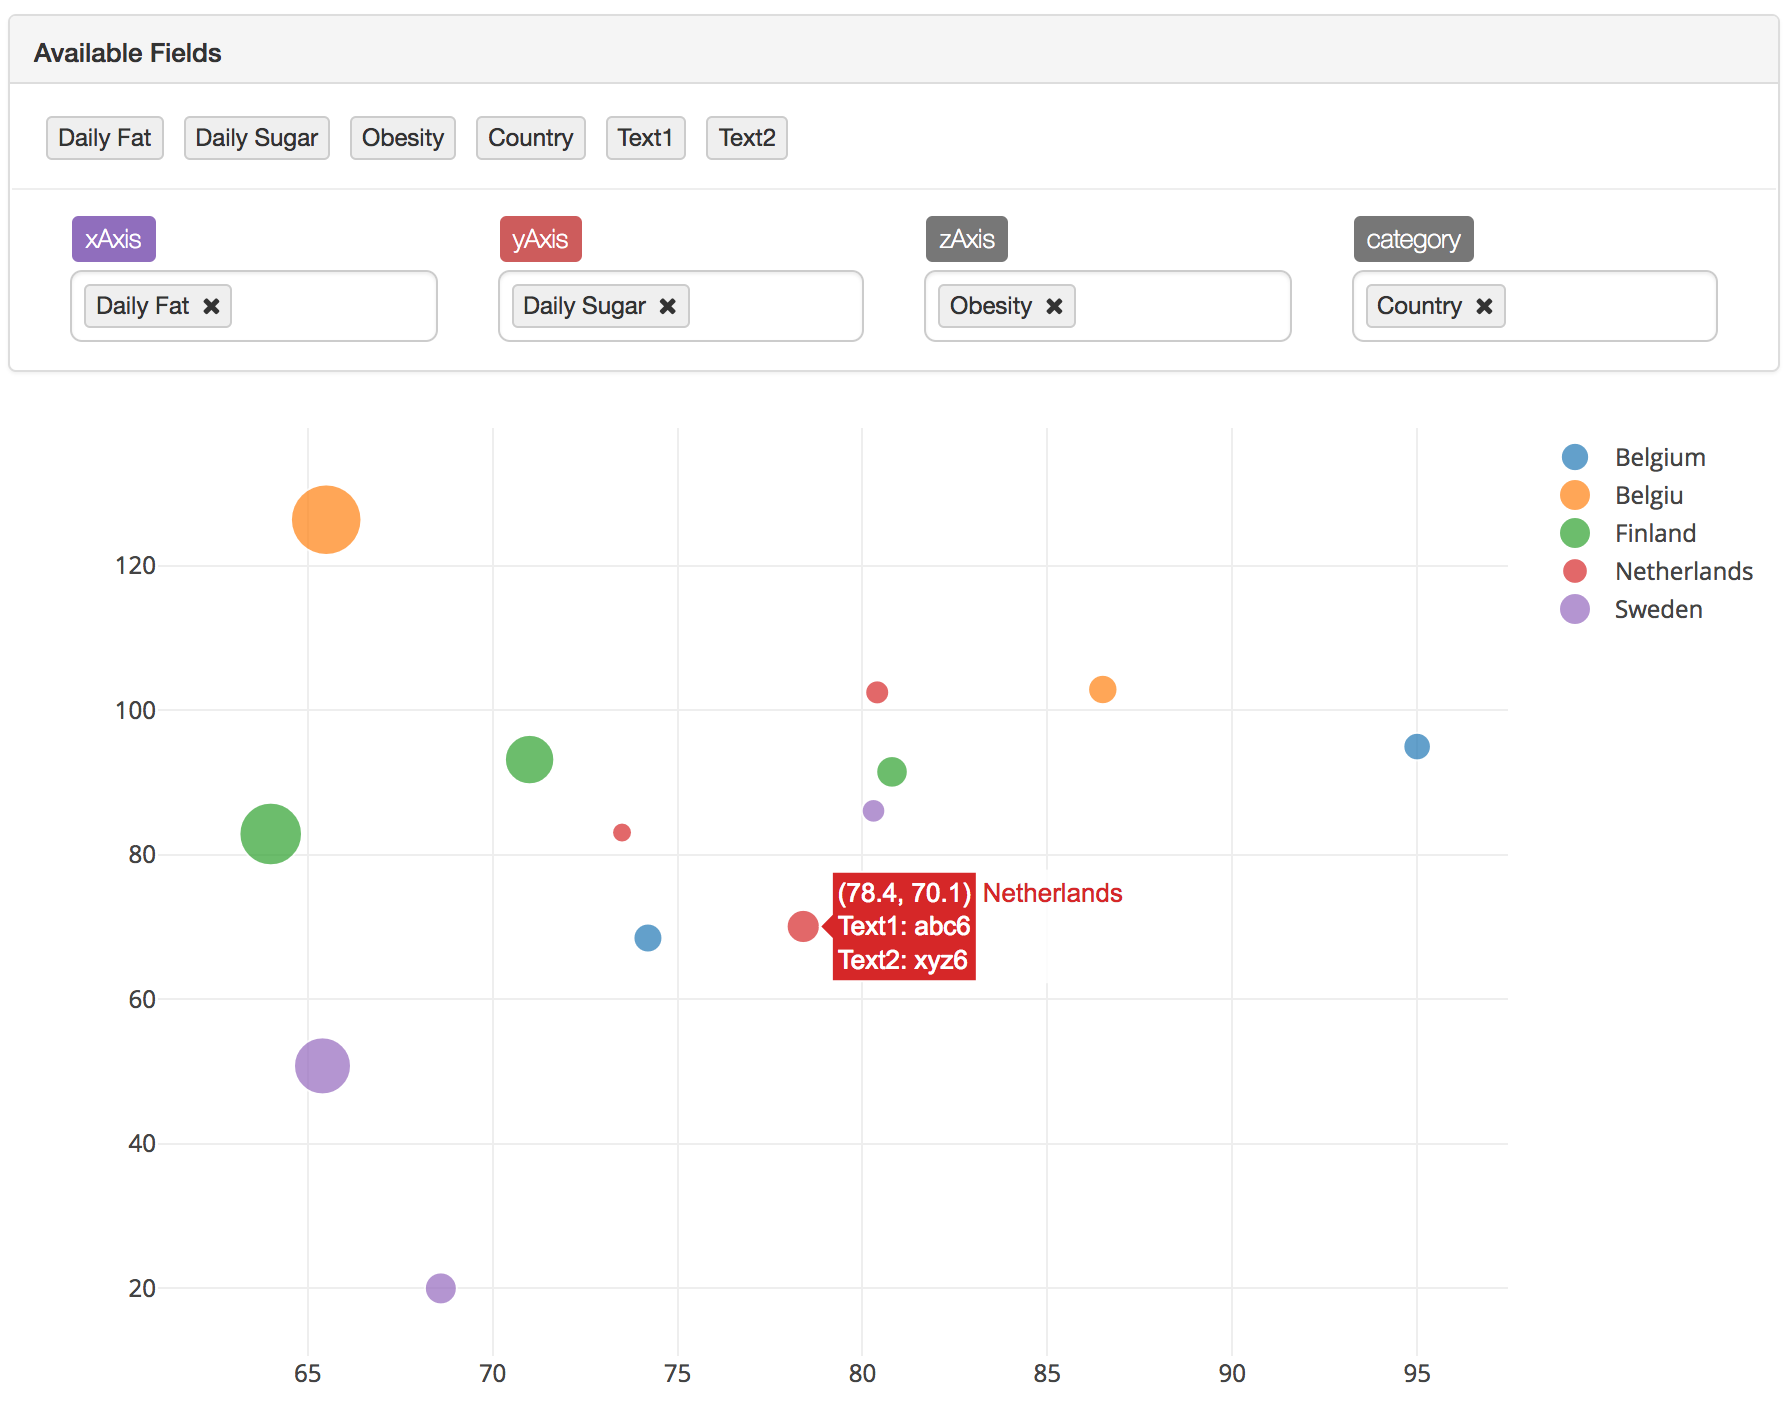 Available Fields
Daily Fat Daily Sugar Obesity Country Text1 Text2
xAxis yAxis zAxis category
Daily Fat ✖ Daily Sugar ✖ Obesity ✖ Country ✖
Belgium
Belgiu
Finland
Netherlands
Sweden
120
100
80
60
40
20
(78.4, 70.1) Netherlands
Text1: abc6
Text2: xyz6
65 70 75 80 85 90 95